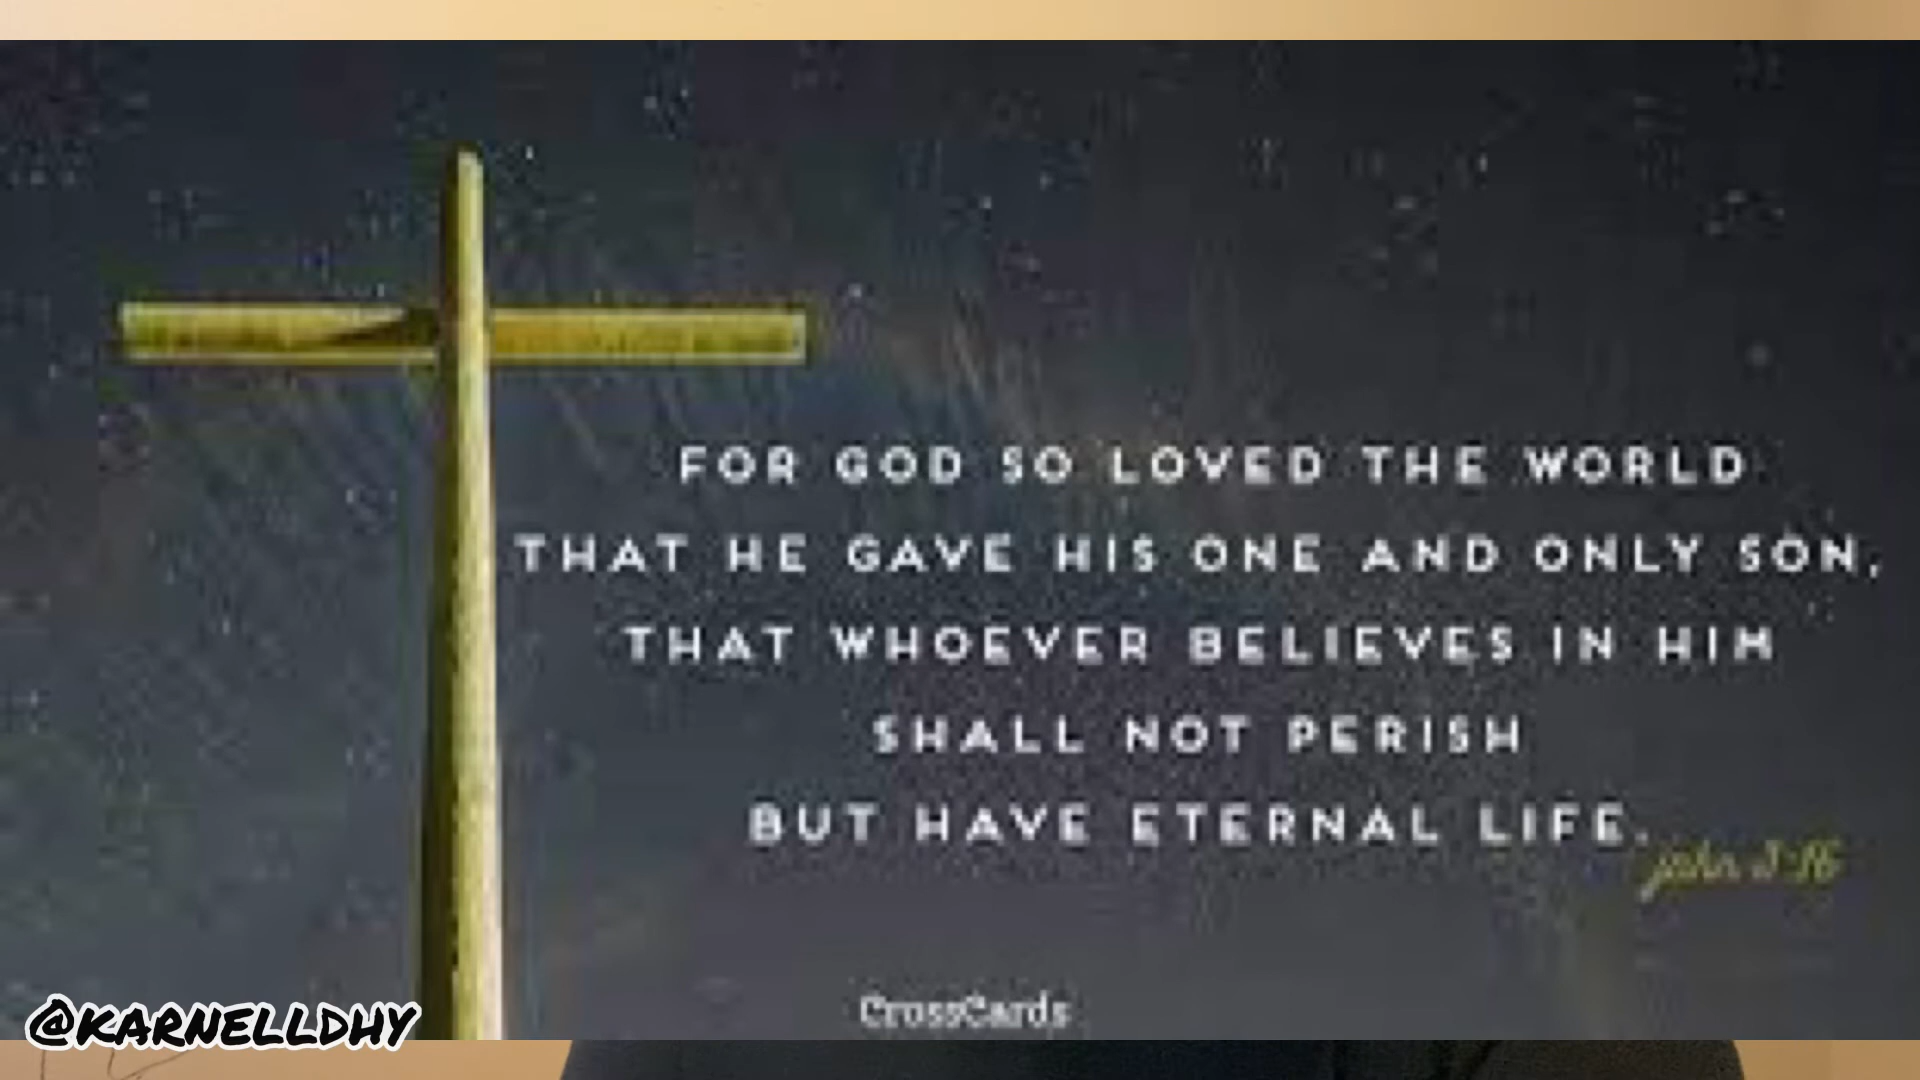 FOR GOD SO LOVED THE WORLD
THAT HE GAVE HIS ONE AND ONLY SON,
THAT WHOEVER BELIEVES IN HIM
SHALL NOT PERISH
BUT HAVE ETERNAL LIFE.
john 3:16
CrossCards
@KARNELLDHY